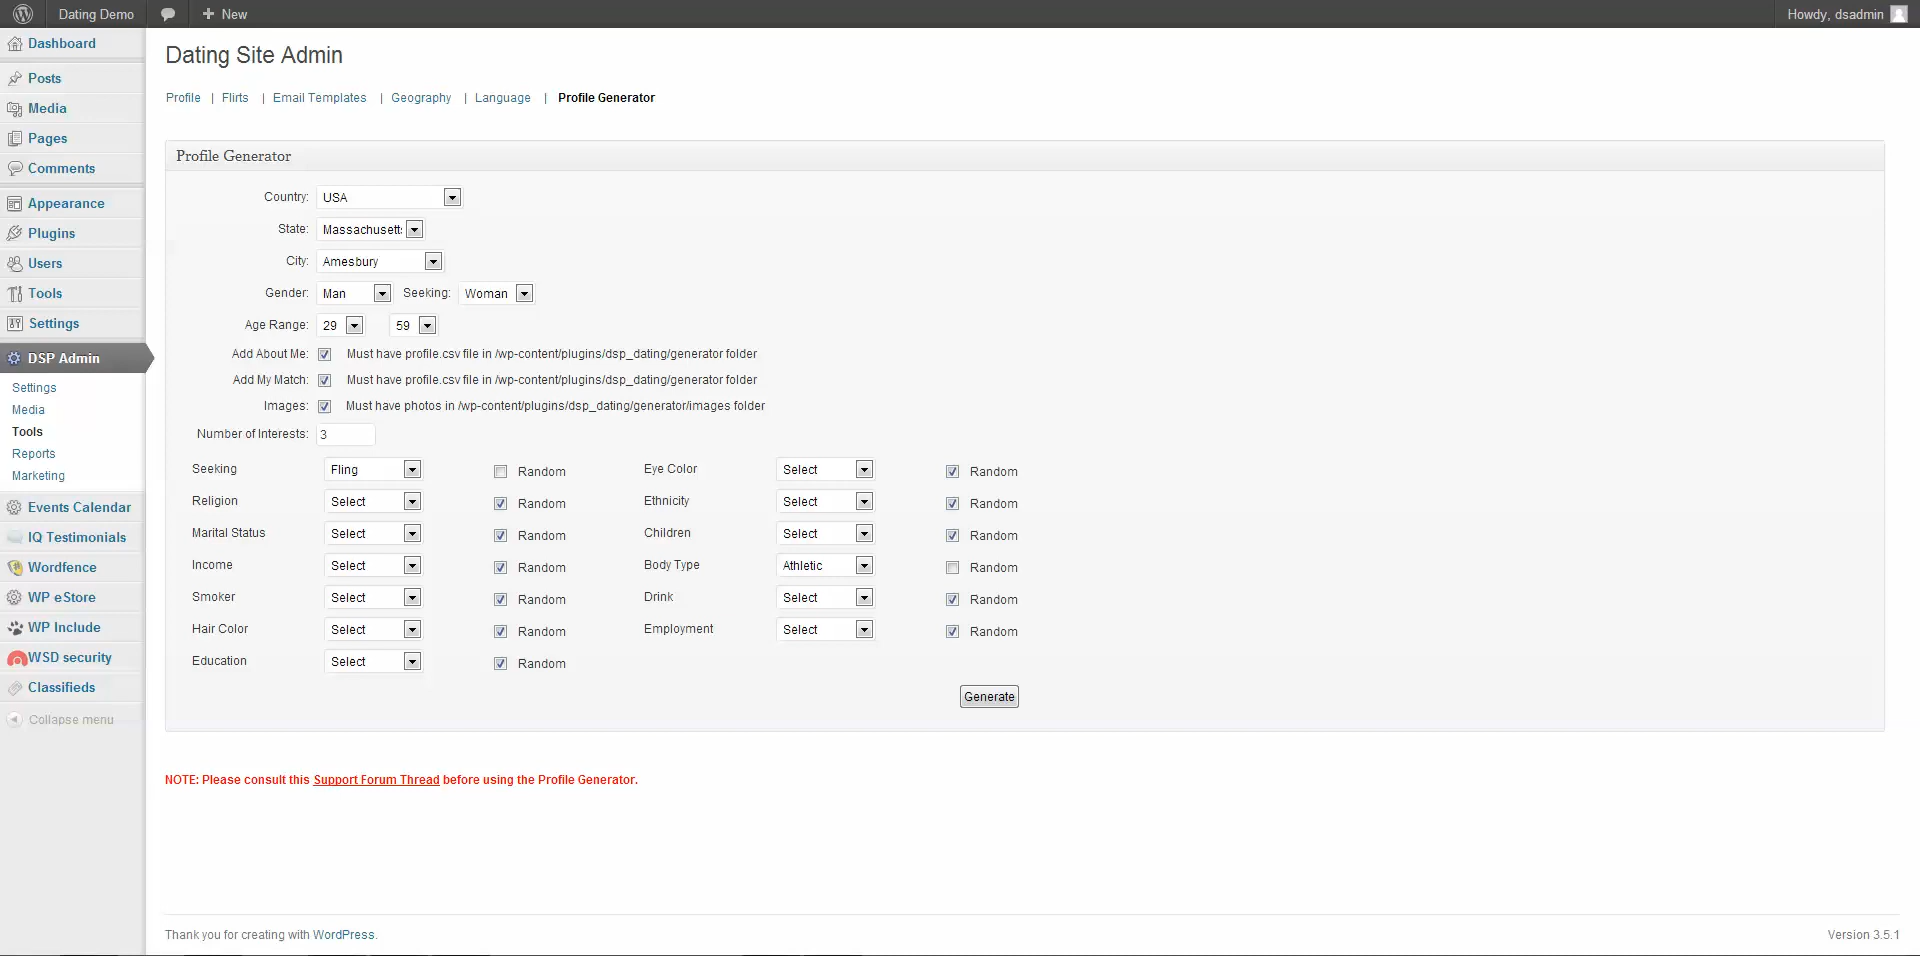 Dating Demo
New
Howdy, dsadmin
Dashboard
Posts
Media
Pages
Comments
Appearance
Plugins
Users
Tools
Settings
DSP Admin
Settings
Media
Tools
Reports
Marketing
Events Calendar
IQ Testimonials
Wordfence
WP eStore
WP Include
WSD security
Classifieds
Collapse menu
Dating Site Admin
Profile | Flirts | Email Templates | Geography | Language | Profile Generator
Profile Generator
Country: USA
State: Massachusetts
City: Amesbury
Gender: Man Seeking: Woman
Age Range: 29 59
Add About Me: Must have profile.csv file in /wp-content/plugins/dsp_dating/generator folder
Add My Match: Must have profile.csv file in /wp-content/plugins/dsp_dating/generator folder
Images: Must have photos in /wp-content/plugins/dsp_dating/generator/images folder
Number of Interests: 3
Seeking Fling Random Eye Color Select Random
Religion Select Random Ethnicity Select Random
Marital Status Select Random Children Select Random
Income Select Random Body Type Athletic Random
Smoker Select Random Drink Select Random
Hair Color Select Random Employment Select Random
Education Select Random
Generate
NOTE: Please consult this Support Forum Thread before using the Profile Generator.
Thank you for creating with WordPress.
Version 3.5.1